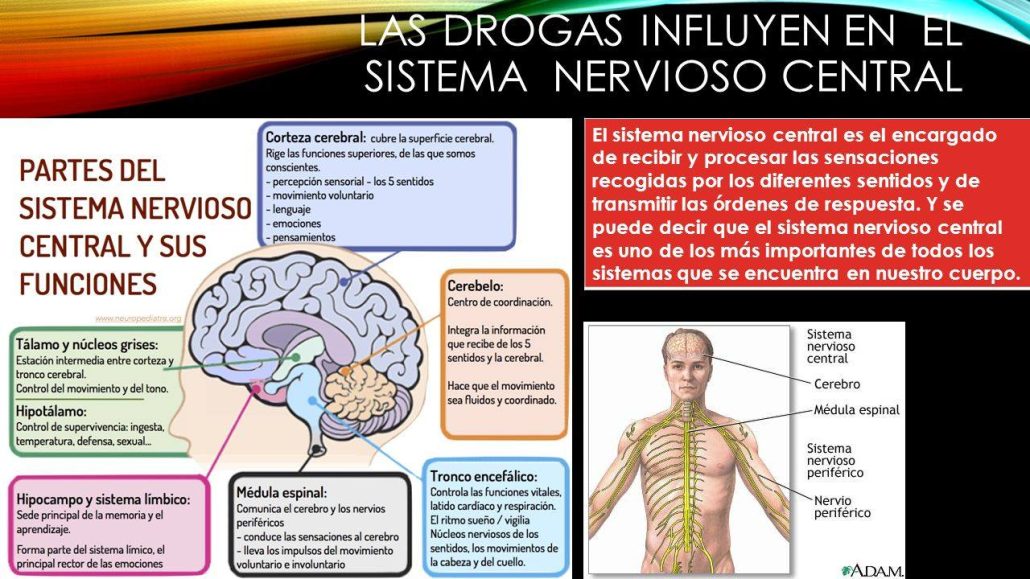 LAS DROGAS INFLUYEN EN EL
SISTEMA NERVIOSO CENTRAL
PARTES DEL
SISTEMA NERVIOSO
CENTRAL Y SUS
FUNCIONES
www.neuropediatra.org
Corteza cerebral: cubre la superficie cerebral.
Rige las funciones superiores, de las que somos
conscientes.
- percepción sensorial - los 5 sentidos
- movimiento voluntario
- lenguaje
- emociones
- pensamientos
Cerebelo:
Centro de coordinación.
Integra la información
que recibe de los 5
sentidos y la cerebral.
Hace que el movimiento
sea fluidos y coordinado.
Tálamo y núcleos grises:
Estación intermedia entre corteza y
tronco cerebral.
Control del movimiento y del tono.
Hipotálamo:
Control de supervivencia: ingesta,
temperatura, defensa, sexual...
Hipocampo y sistema límbico:
Sede principal de la memoria y el
aprendizaje.
Forma parte del sistema límico, el
principal rector de las emociones
Médula espinal:
Comunica el cerebro y los nervios
periféricos
- conduce las sensaciones al cerebro
- lleva los impulsos del movimiento
voluntario e involuntario
Tronco encefálico:
Controla las funciones vitales,
latido cardíaco y respiración.
El ritmo sueño / vigilia
Núcleos nerviosos de los
sentidos, los movimientos de
la cabeza y del cuello.
El sistema nervioso central es el encargado
de recibir y procesar las sensaciones
recogidas por los diferentes sentidos y de
transmitir las órdenes de respuesta. Y se
puede decir que el sistema nervioso central
es uno de los más importantes de todos los
sistemas que se encuentra en nuestro cuerpo.
Sistema
nervioso
central
Cerebro
Médula espinal
Sistema
nervioso
periférico
Nervio
periférico
ADAM.